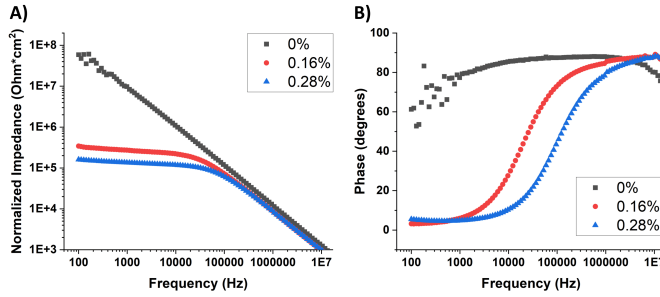 A)
Normalized Impedance (Ohm*cm²)
1E+8
1E+7
1E+6
1E+5
1E+4
1E+3
0%
0.16%
0.28%
100
1000
10000
100000
1000000
1E7
Frequency (Hz)
B)
Phase (degrees)
100
80
60
40
20
0
0%
0.16%
0.28%
100
1000
10000
100000
1000000
1E7
Frequency (Hz)